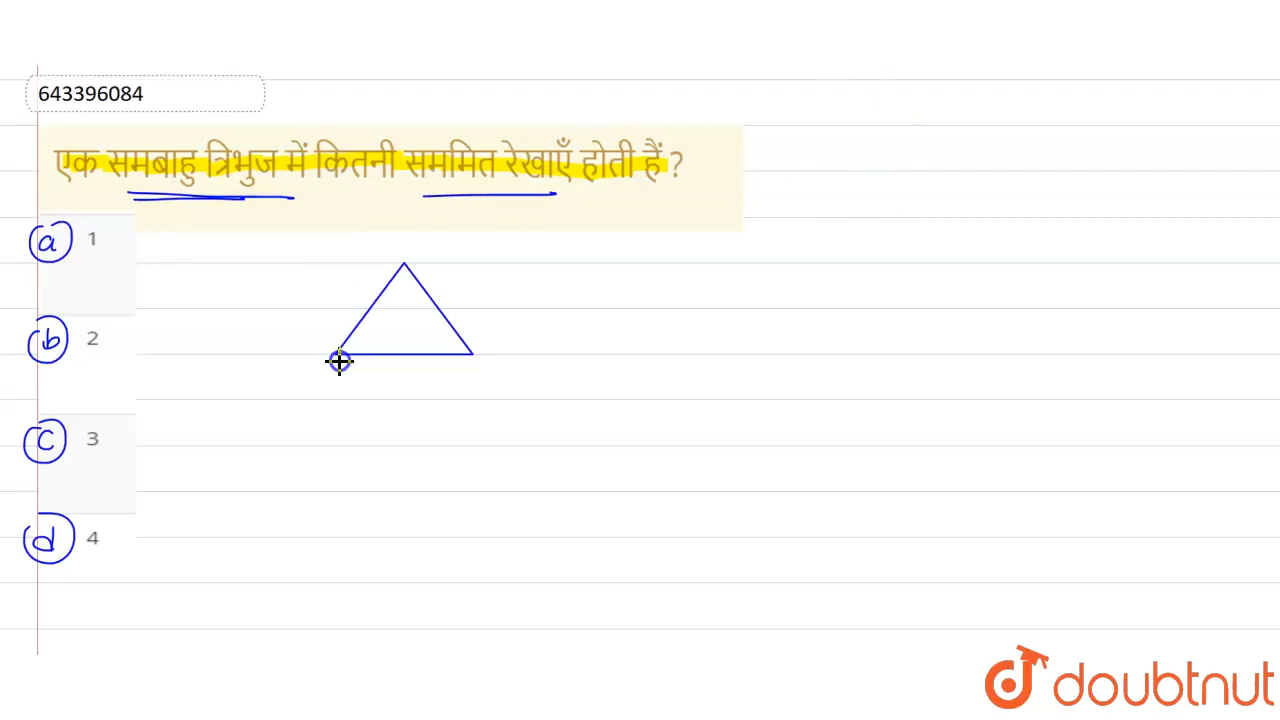 643396084
एक समबाहु त्रिभुज में कितनी सममित रेखाएँ होती हैं ?
a 1
b 2
c 3
d 4
doubtnut